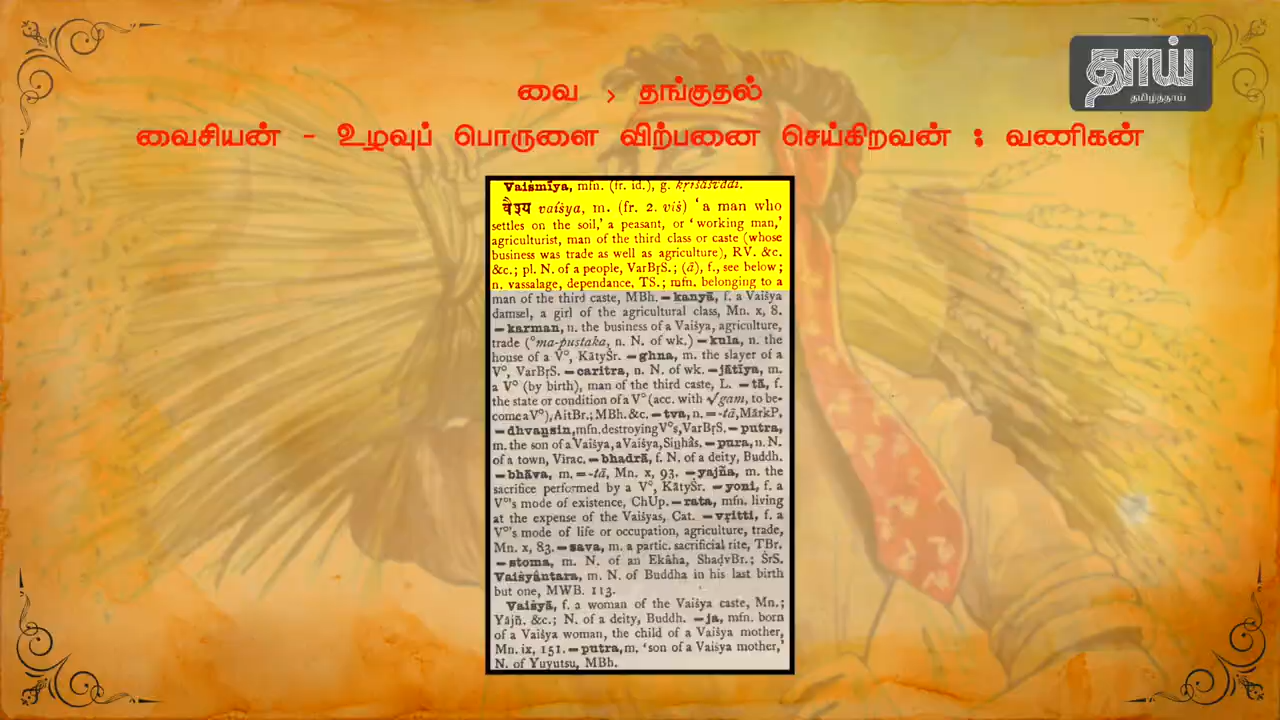 தாய்
தமிழ்த்தாய்
வை > தங்குதல்
வைசியன் - உழவுப் பொருளை விற்பனை செய்கிறவன் ; வணிகன்
Vaiśmīya, mfn. (fr. id.), g. kṛiśâśvâdi.
वैश्य vaiśya, m. (fr. 2. viś) ‘a man who
settles on the soil,’ a peasant, or ‘working man,’
agriculturist, man of the third class or caste (whose
business was trade as well as agriculture), RV. &c.
&c.; pl. N. of a people, VarBṛS.; (ā), f., see below;
n. vassalage, dependance, TS.; mfn. belonging to a
man of the third caste, MBh. —kanyā, f. a Vaiśya
damsel, a girl of the agricultural class, Mn. x, 8.
—karman, n. the business of a Vaiśya, agriculture,
trade (°ma-pustaka, n. N. of wk.) —kula, n. the
house of a V°, KātyŚr. —ghna, m. the slayer of a
V°, VarBṛS. —caritra, n. N. of wk. —jātīya, m.
a V° (by birth), man of the third caste, L. —tā, f.
the state or condition of a V° (acc. with √gam, to be-
come a V°), AitBr.; MBh. &c. —tva, n. = -tā, MārkP.
—dhvaṉsin, mfn. destroying V°s, VarBṛS. —putra,
m. the son of a Vaiśya, a Vaiśya, Siṉhâs. —pura, n. N.
of a town, Virac. —bhadrā, f. N. of a deity, Buddh.
—bhāva, m. = -tā, Mn. x, 93. —yajña, m. the
sacrifice performed by a V°, KātyŚr. —yoni, f. a
V°'s mode of existence, ChUp. —rata, mfn. living
at the expense of the Vaiśyas, Cat. —vṛitti, f. a
V°'s mode of life or occupation, agriculture, trade,
Mn. x, 83. —sava, m. a partic. sacrificial rite, TBr.
—stoma, m. N. of an Ekâha, ShaḍvBr.; ŚrS.
Vaiśyântara, m. N. of Buddha in his last birth
but one, MWB. 113.
Vaiśyā, f. a woman of the Vaiśya caste, Mn.;
Yājñ. &c.; N. of a deity, Buddh. —ja, mfn. born
of a Vaiśya woman, the child of a Vaiśya mother,
Mn. ix, 151. —putra, m. ‘son of a Vaiśya mother,’
N. of Yuyutsu, MBh.